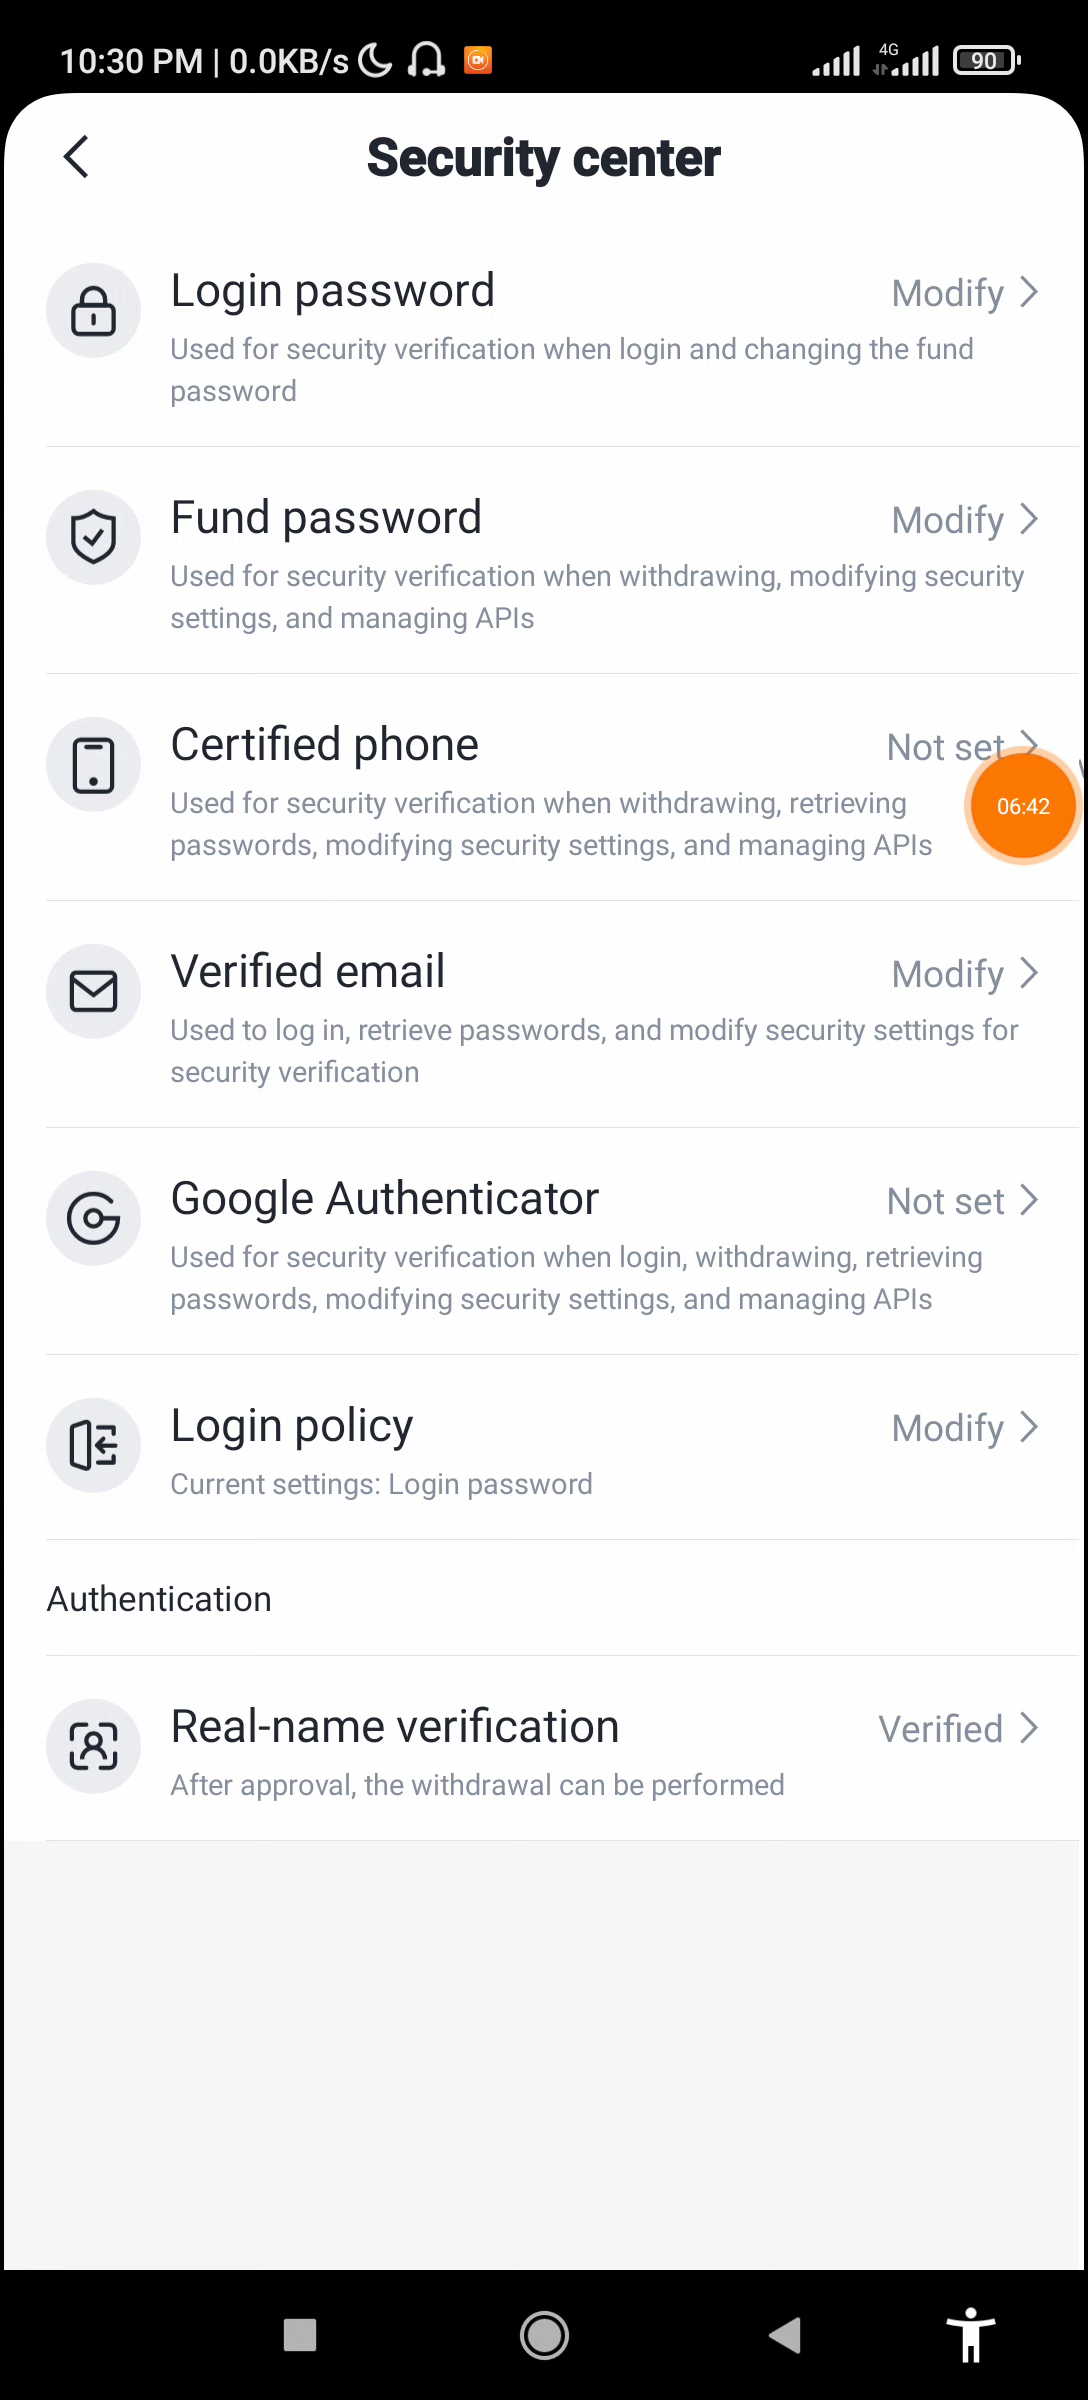 10:30 PM | 0.0KB/s
4G
90
Security center
Login password
Modify
Used for security verification when login and changing the fund
password
Fund password
Modify
Used for security verification when withdrawing, modifying security
settings, and managing APIs
Certified phone
Not set
Used for security verification when withdrawing, retrieving
passwords, modifying security settings, and managing APIs
06:42
Verified email
Modify
Used to log in, retrieve passwords, and modify security settings for
security verification
Google Authenticator
Not set
Used for security verification when login, withdrawing, retrieving
passwords, modifying security settings, and managing APIs
Login policy
Modify
Current settings: Login password
Authentication
Real-name verification
Verified
After approval, the withdrawal can be performed